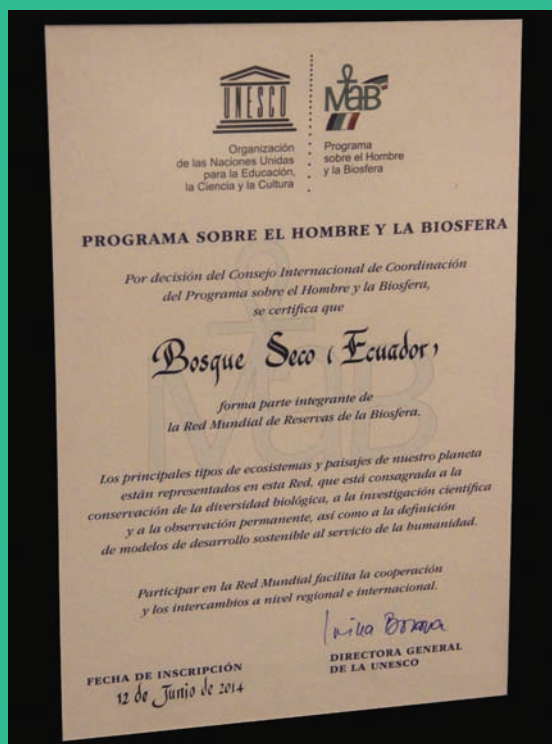 UNESCO
Organización
de las Naciones Unidas
para la Educación,
la Ciencia y la Cultura
MaB
Programa
sobre el Hombre
y la Biosfera
PROGRAMA SOBRE EL HOMBRE Y LA BIOSFERA
Por decisión del Consejo Internacional de Coordinación
del Programa sobre el Hombre y la Biosfera,
se certifica que
Bosque Seco (Ecuador)
forma parte integrante de
la Red Mundial de Reservas de la Biosfera.
Los principales tipos de ecosistemas y paisajes de nuestro planeta
están representados en esta Red, que está consagrada a la
conservación de la diversidad biológica, a la investigación científica
y a la observación permanente, así como a la definición
de modelos de desarrollo sostenible al servicio de la humanidad.
Participar en la Red Mundial facilita la cooperación
y los intercambios a nivel regional e internacional.
Irina Bokova
FECHA DE INSCRIPCIÓN
12 de Junio de 2014
DIRECTORA GENERAL
DE LA UNESCO